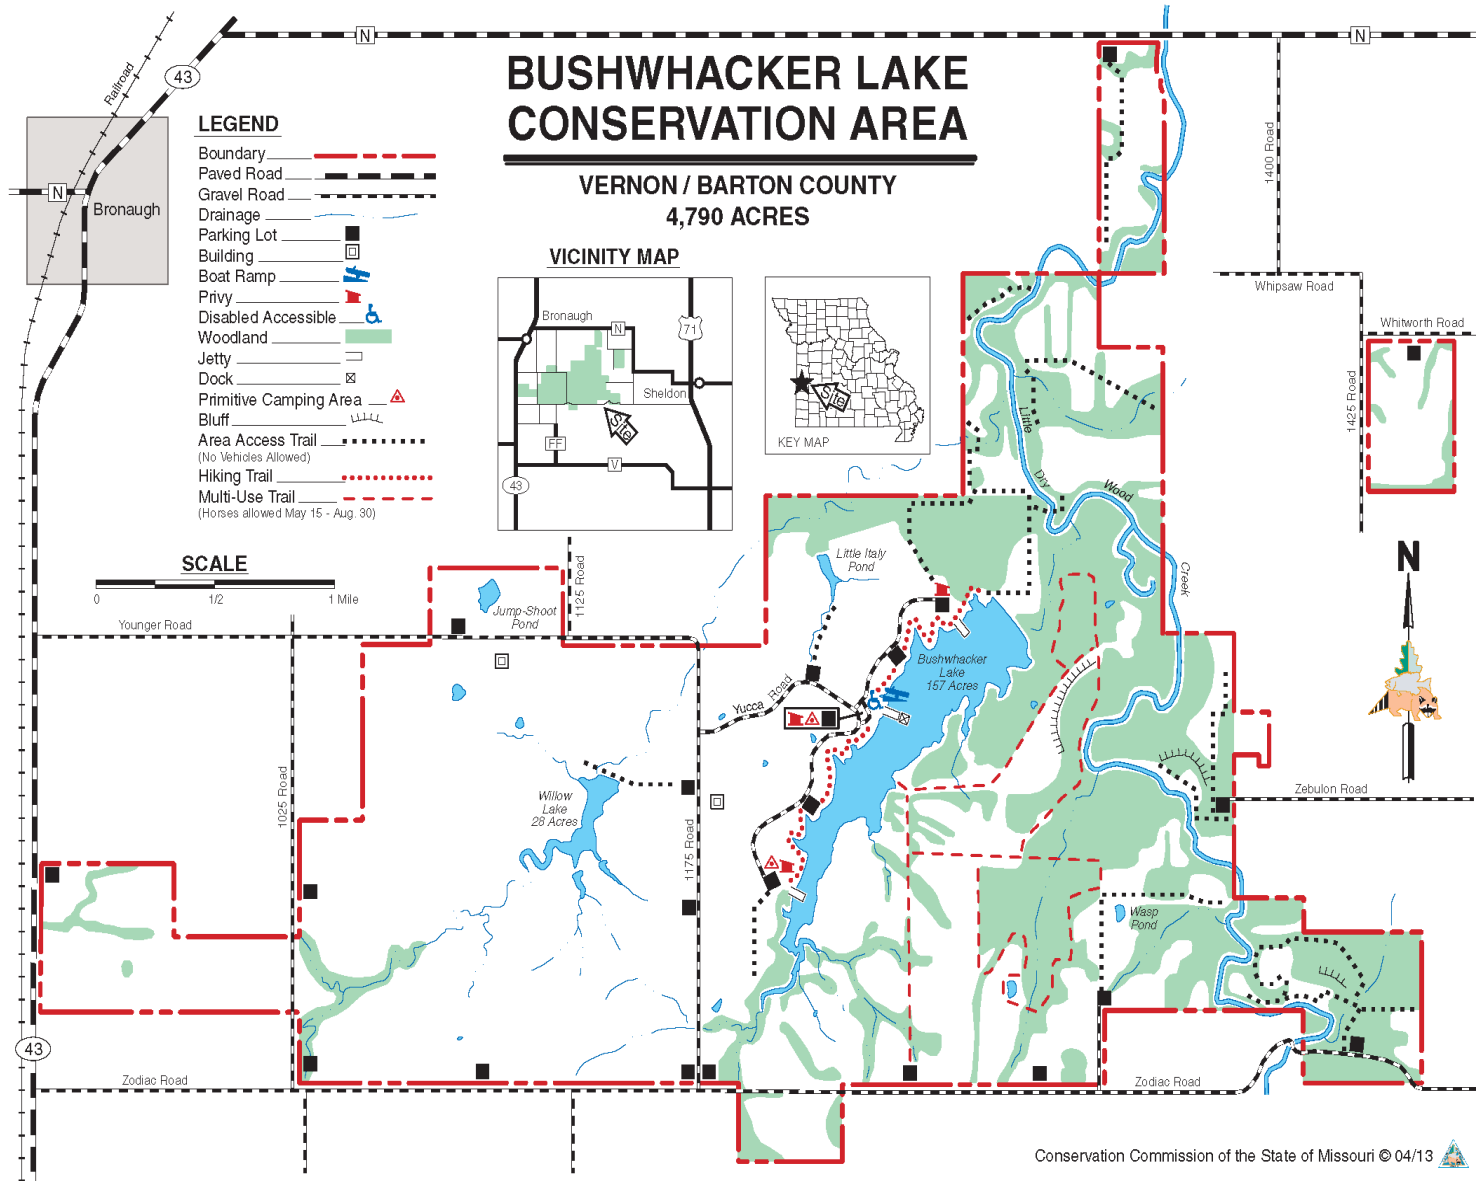 BUSHWHACKER LAKE
CONSERVATION AREA
VERNON / BARTON COUNTY
4,790 ACRES
N
N
43
Railroad
N
Bronaugh
LEGEND
Boundary
Paved Road
Gravel Road
Drainage
Parking Lot
Building
Boat Ramp
Privy
Disabled Accessible
Woodland
Jetty
Dock
Primitive Camping Area
Bluff
Area Access Trail
(No Vehicles Allowed)
Hiking Trail
Multi-Use Trail
(Horses allowed May 15 - Aug. 30)
VICINITY MAP
Bronaugh
N
71
Sheldon
Site
FF
V
43
Site
KEY MAP
1400 Road
Whipsaw Road
Whitworth Road
1425 Road
Little
Dry
Wood
Creek
SCALE
0 1/2 1 Mile
N
1125 Road
Little Italy
Pond
Jump-Shoot
Pond
Younger Road
Bushwhacker
Lake
157 Acres
Yucca Road
1025 Road
Willow
Lake
28 Acres
1175 Road
Zebulon Road
Wasp
Pond
43
Zodiac Road
Zodiac Road
Conservation Commission of the State of Missouri © 04/13